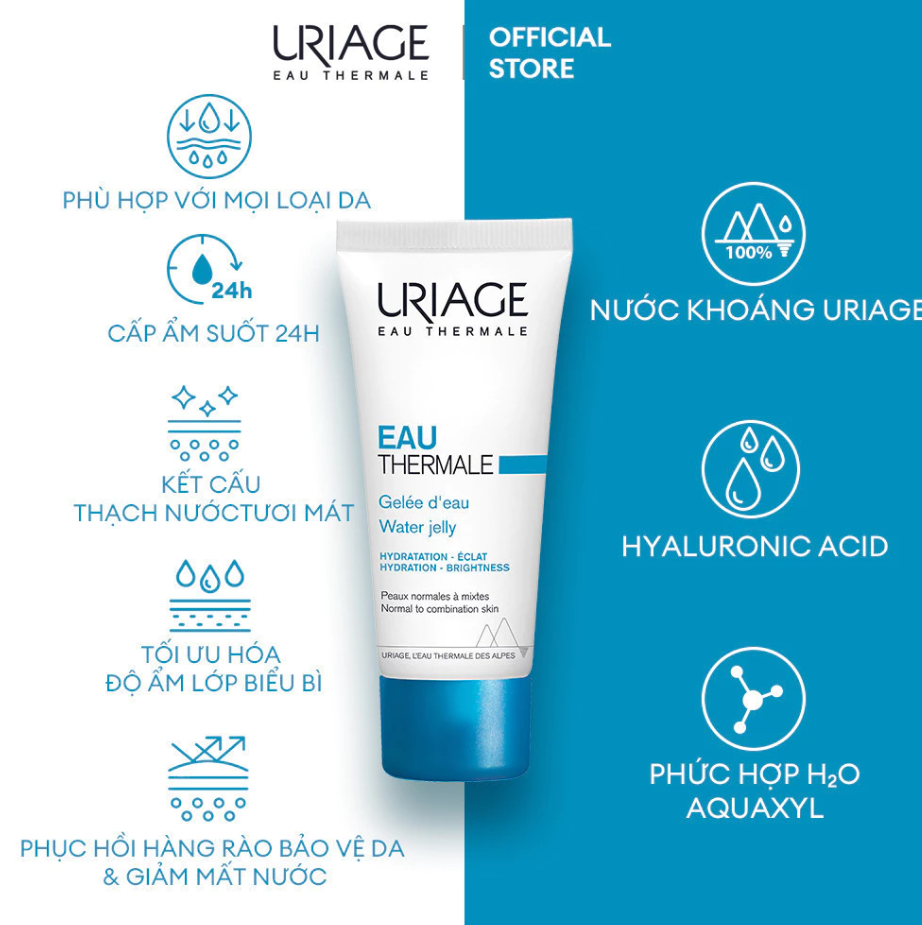 URIAGE
EAU THERMALE
OFFICIAL
STORE
PHÙ HỢP VỚI MỌI LOẠI DA
24h
CẤP ẨM SUỐT 24H
KẾT CẤU
THẠCH NƯỚCTƯƠI MÁT
TỐI ƯU HÓA
ĐỘ ẨM LỚP BIỂU BÌ
PHỤC HỒI HÀNG RÀO BẢO VỆ DA
& GIẢM MẤT NƯỚC
URIAGE
EAU THERMALE
EAU
THERMALE
Gelée d'eau
Water jelly
HYDRATATION - ÉCLAT
HYDRATION - BRIGHTNESS
Peaux normales à mixtes
Normal to combination skin
URIAGE, L'EAU THERMALE DES ALPES
100%
NƯỚC KHOÁNG URIAGE
HYALURONIC ACID
PHỨC HỢP H₂O
AQUAXYL